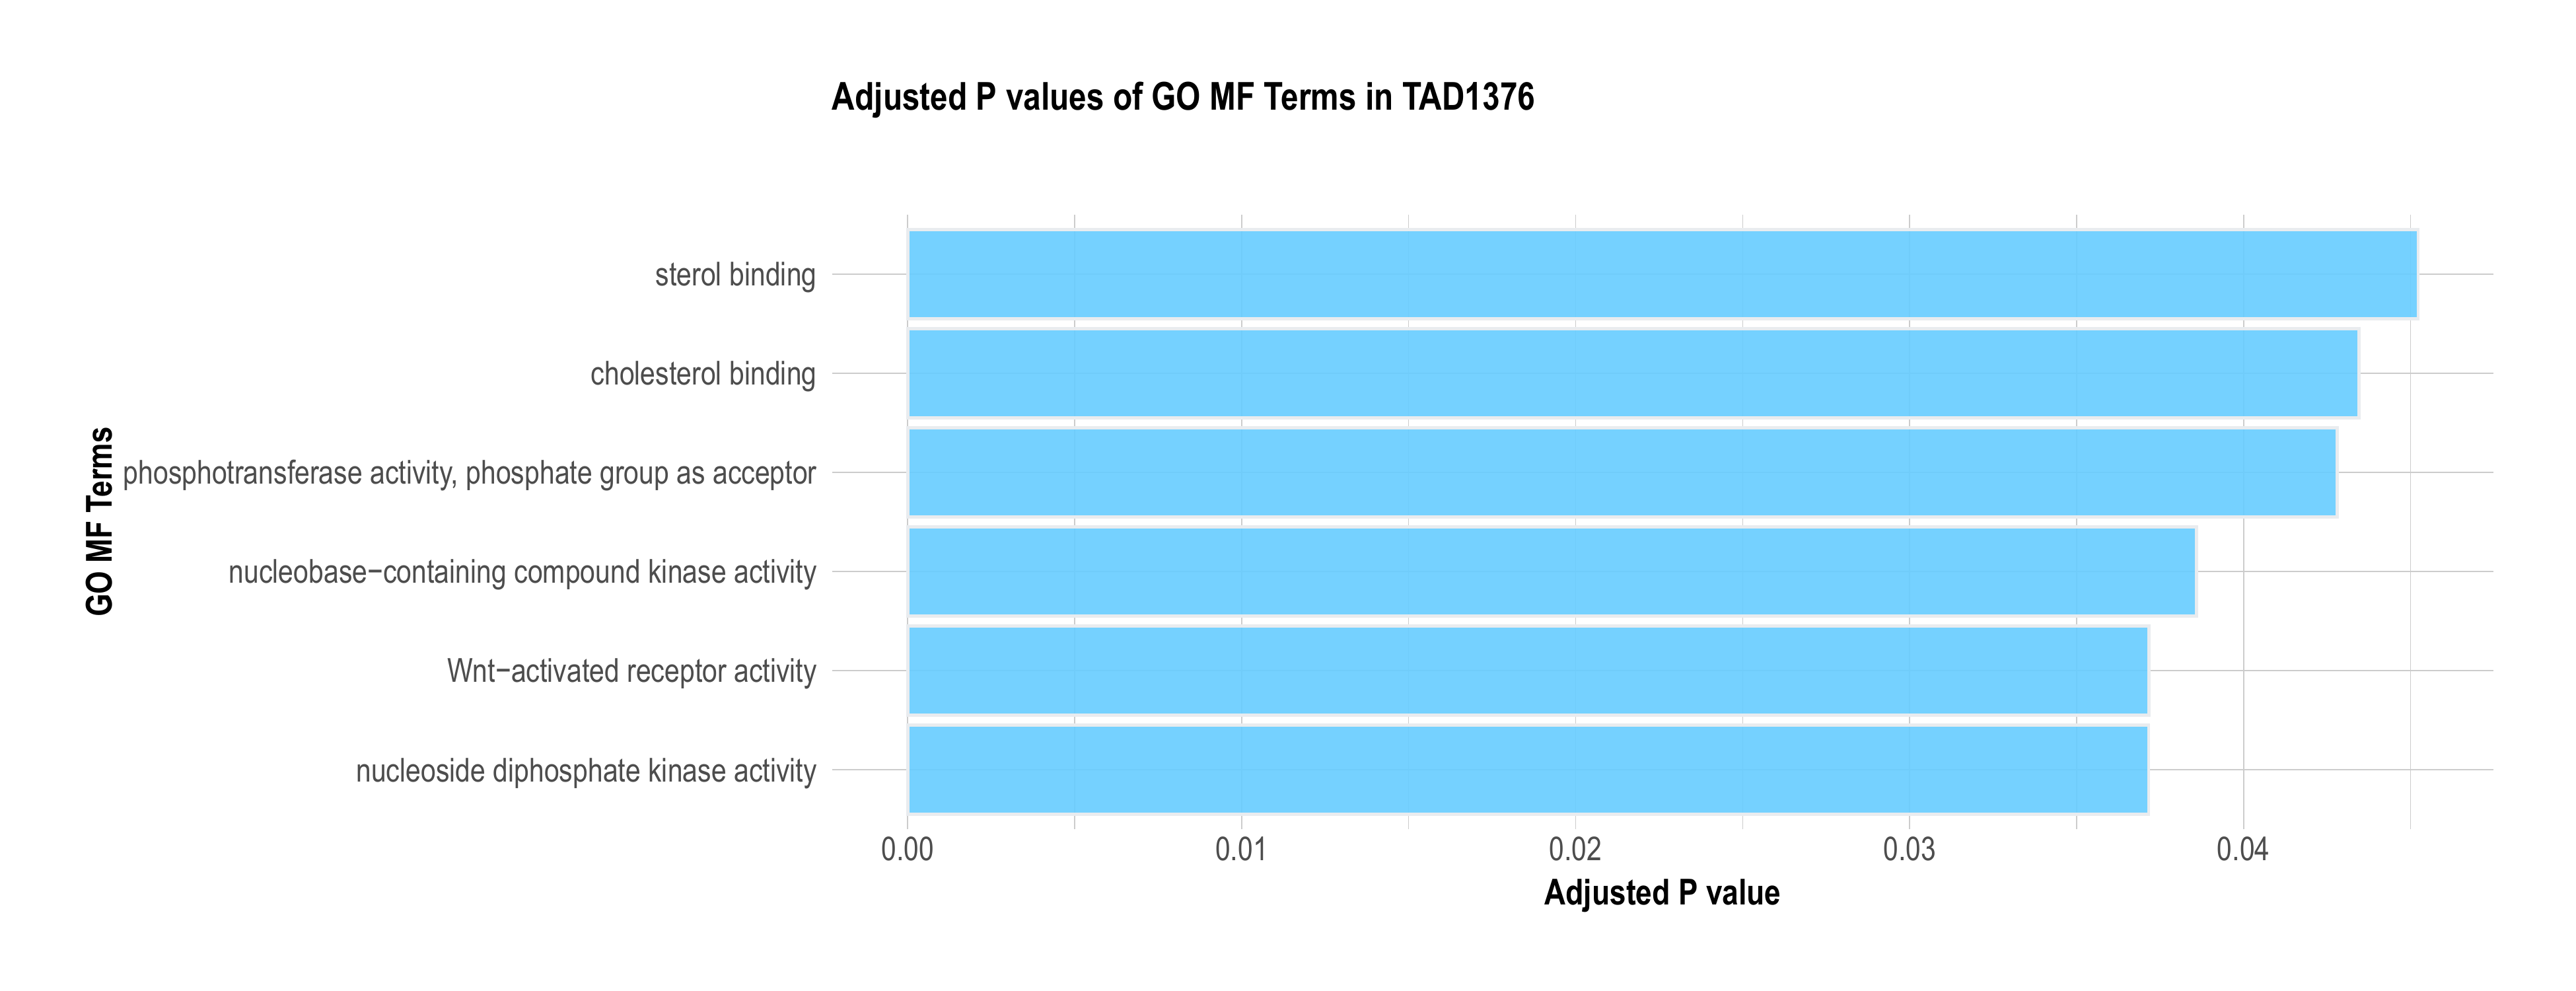 Adjusted P values of GO MF Terms in TAD1376
GO MF Terms
sterol binding
cholesterol binding
phosphotransferase activity, phosphate group as acceptor
nucleobase−containing compound kinase activity
Wnt−activated receptor activity
nucleoside diphosphate kinase activity
0.00 0.01 0.02 0.03 0.04
Adjusted P value